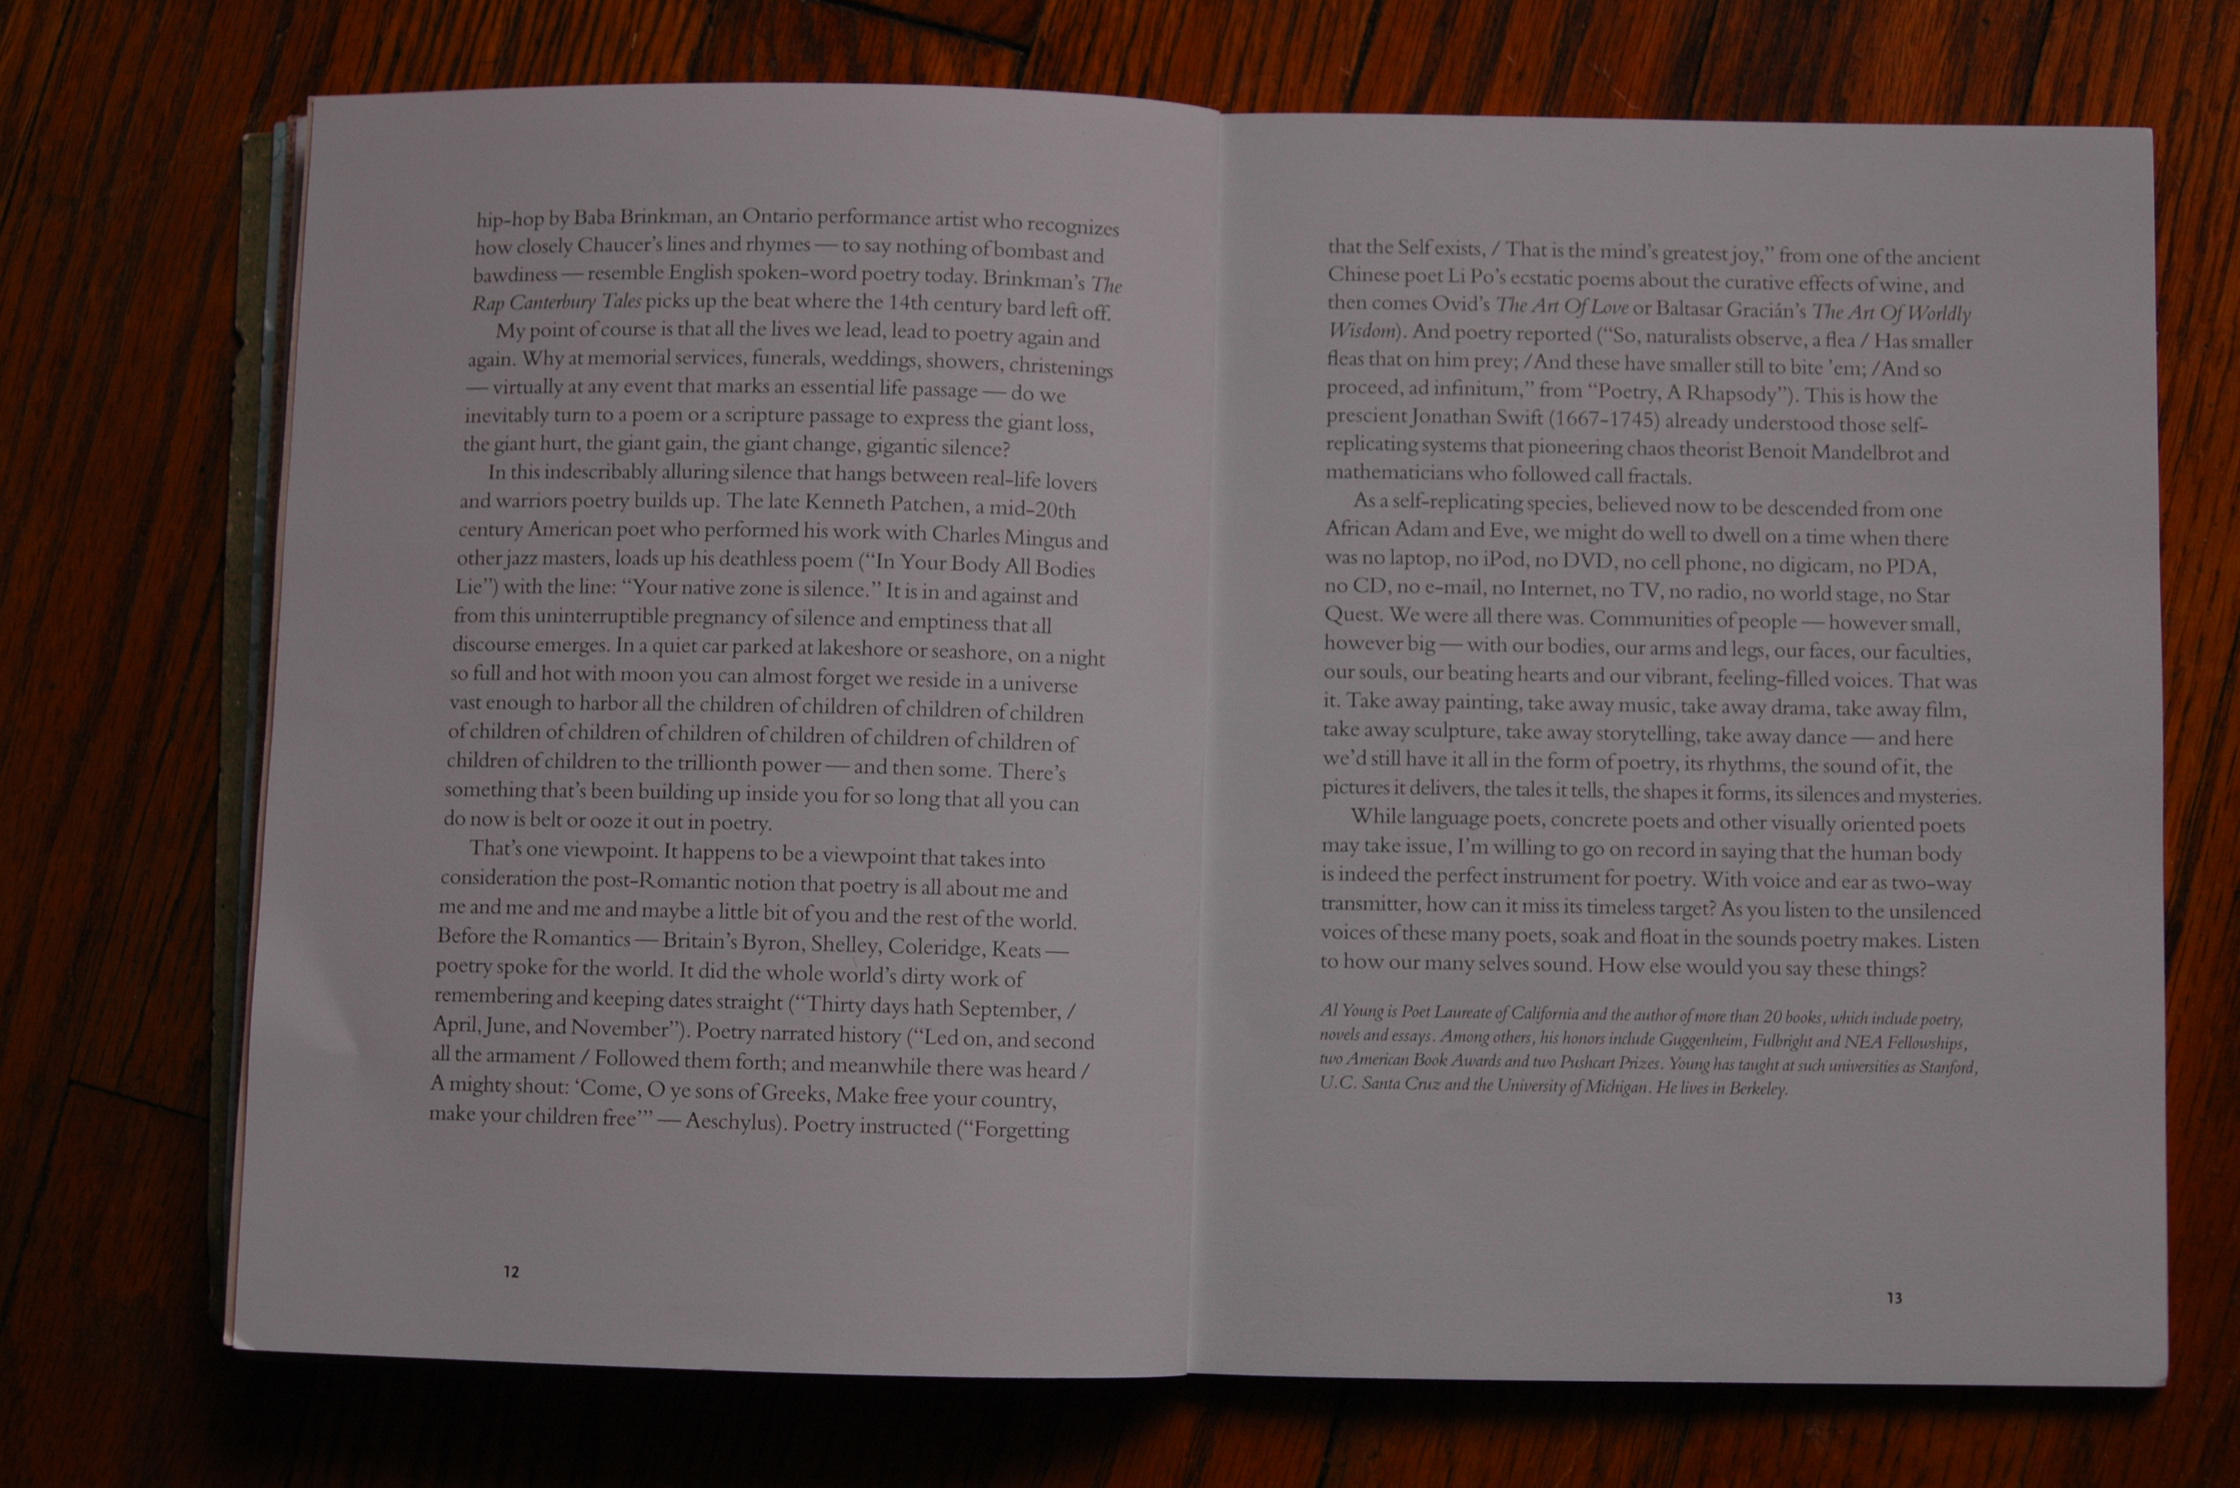 hip-hop by Baba Brinkman, an Ontario performance artist who recognizes
how closely Chaucer's lines and rhymes — to say nothing of bombast and
bawdiness — resemble English spoken-word poetry today. Brinkman's The
Rap Canterbury Tales picks up the beat where the 14th century bard left off.
My point of course is that all the lives we lead, lead to poetry again and
again. Why at memorial services, funerals, weddings, showers, christenings
— virtually at any event that marks an essential life passage — do we
inevitably turn to a poem or a scripture passage to express the giant loss,
the giant hurt, the giant gain, the giant change, gigantic silence?
In this indescribably alluring silence that hangs between real-life lovers
and warriors poetry builds up. The late Kenneth Patchen, a mid-20th
century American poet who performed his work with Charles Mingus and
other jazz masters, loads up his deathless poem (“In Your Body All Bodies
Lie”) with the line: “Your native zone is silence.” It is in and against and
from this uninterruptible pregnancy of silence and emptiness that all
discourse emerges. In a quiet car parked at lakeshore or seashore, on a night
so full and hot with moon you can almost forget we reside in a universe
vast enough to harbor all the children of children of children of children
of children of children of children of children of children of children of
children of children to the trillionth power — and then some. There's
something that's been building up inside you for so long that all you can
do now is belt or ooze it out in poetry.
That's one viewpoint. It happens to be a viewpoint that takes into
consideration the post-Romantic notion that poetry is all about me and
me and me and me and maybe a little bit of you and the rest of the world.
Before the Romantics — Britain's Byron, Shelley, Coleridge, Keats —
poetry spoke for the world. It did the whole world's dirty work of
remembering and keeping dates straight (“Thirty days hath September, /
April, June, and November”). Poetry narrated history (“Led on, and second
all the armament / Followed them forth; and meanwhile there was heard /
A mighty shout: ‘Come, O ye sons of Greeks, Make free your country,
make your children free’” — Aeschylus). Poetry instructed (“Forgetting
12
that the Self exists, / That is the mind's greatest joy,” from one of the ancient
Chinese poet Li Po's ecstatic poems about the curative effects of wine, and
then comes Ovid's The Art Of Love or Baltasar Gracián's The Art Of Worldly
Wisdom). And poetry reported (“So, naturalists observe, a flea / Has smaller
fleas that on him prey; /And these have smaller still to bite 'em; /And so
proceed, ad infinitum,” from “Poetry, A Rhapsody”). This is how the
prescient Jonathan Swift (1667-1745) already understood those self-
replicating systems that pioneering chaos theorist Benoit Mandelbrot and
mathematicians who followed call fractals.
As a self-replicating species, believed now to be descended from one
African Adam and Eve, we might do well to dwell on a time when there
was no laptop, no iPod, no DVD, no cell phone, no digicam, no PDA,
no CD, no e-mail, no Internet, no TV, no radio, no world stage, no Star
Quest. We were all there was. Communities of people — however small,
however big — with our bodies, our arms and legs, our faces, our faculties,
our souls, our beating hearts and our vibrant, feeling-filled voices. That was
it. Take away painting, take away music, take away drama, take away film,
take away sculpture, take away storytelling, take away dance — and here
we'd still have it all in the form of poetry, its rhythms, the sound of it, the
pictures it delivers, the tales it tells, the shapes it forms, its silences and mysteries.
While language poets, concrete poets and other visually oriented poets
may take issue, I'm willing to go on record in saying that the human body
is indeed the perfect instrument for poetry. With voice and ear as two-way
transmitter, how can it miss its timeless target? As you listen to the unsilenced
voices of these many poets, soak and float in the sounds poetry makes. Listen
to how our many selves sound. How else would you say these things?
Al Young is Poet Laureate of California and the author of more than 20 books, which include poetry,
novels and essays. Among others, his honors include Guggenheim, Fulbright and NEA Fellowships,
two American Book Awards and two Pushcart Prizes. Young has taught at such universities as Stanford,
U.C. Santa Cruz and the University of Michigan. He lives in Berkeley.
13